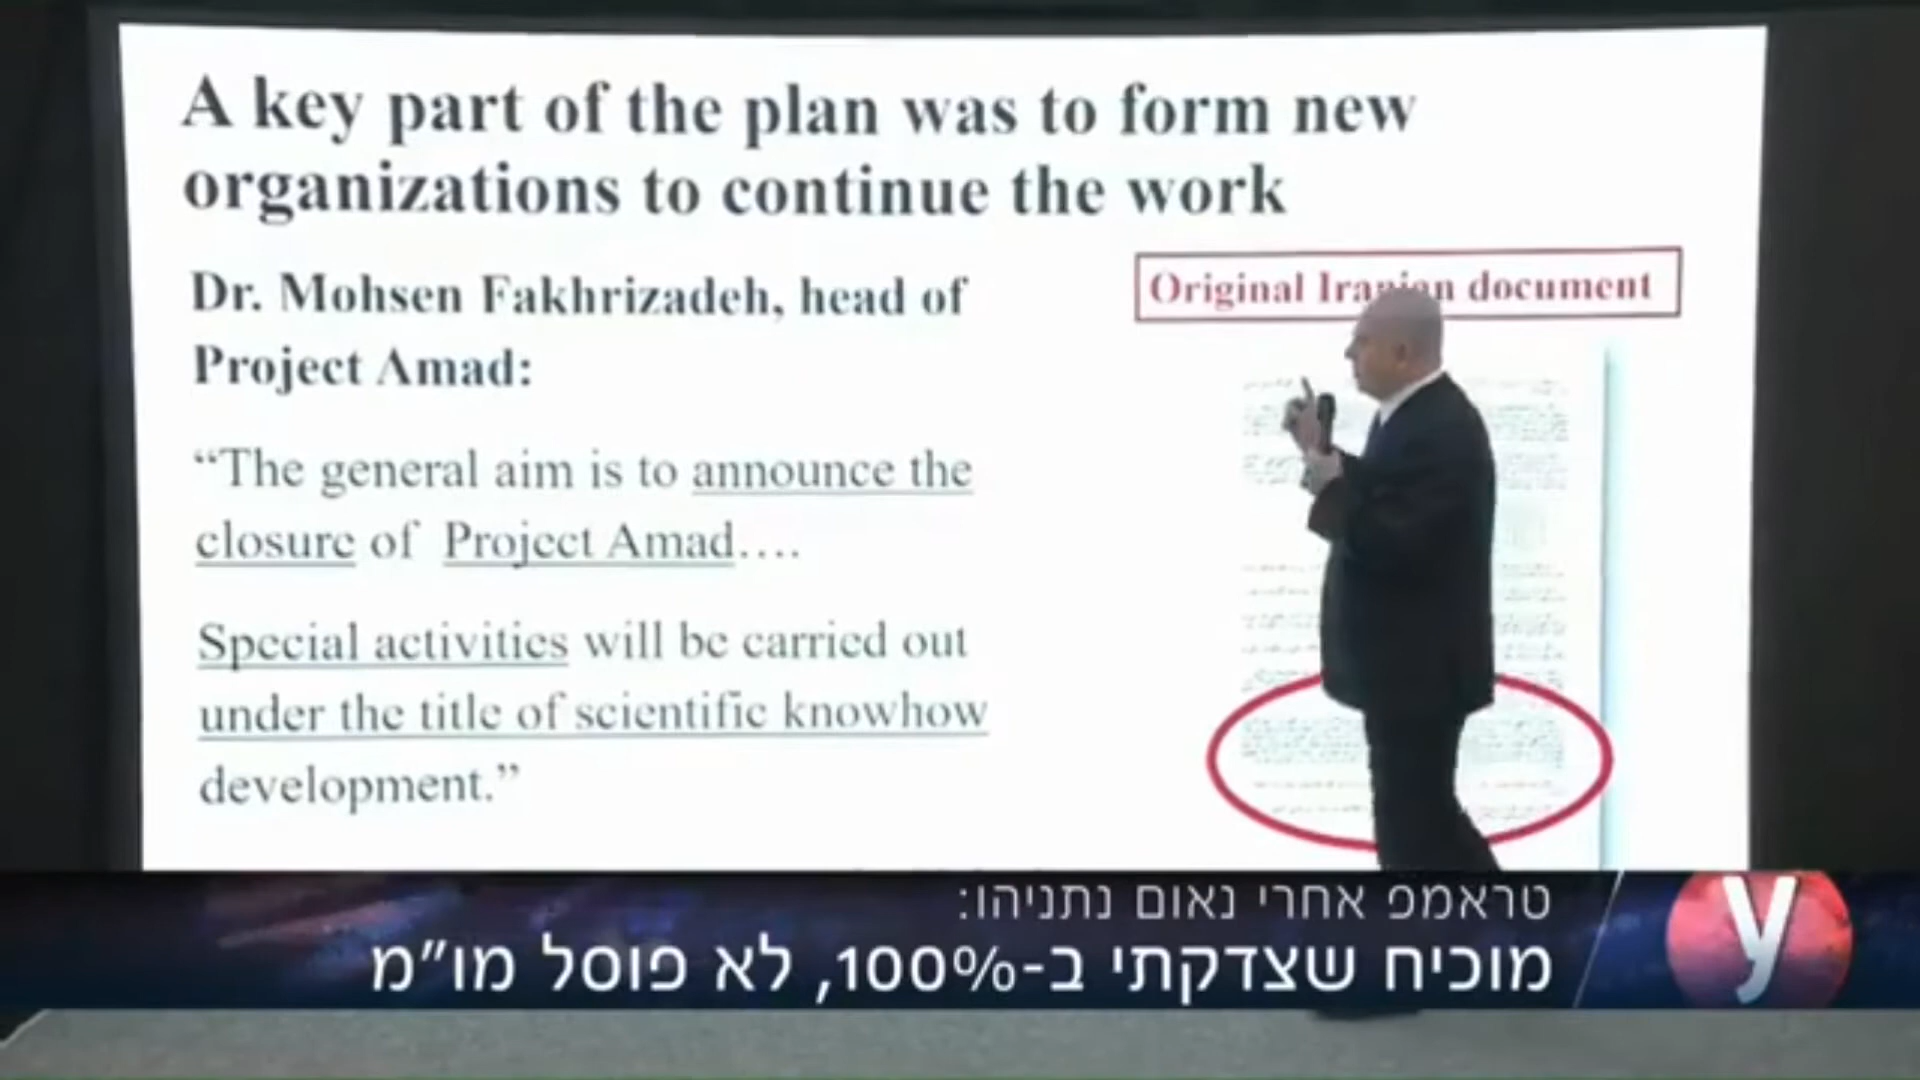 A key part of the plan was to form new
organizations to continue the work
Dr. Mohsen Fakhrizadeh, head of
Project Amad:
“The general aim is to announce the
closure of Project Amad....
Special activities will be carried out
under the title of scientific knowhow
development.”
Original Iranian document
טראמפ אחרי נאום נתניהו:
מוכיח שצדקתי ב-100%, לא פוסל מו"מ
y